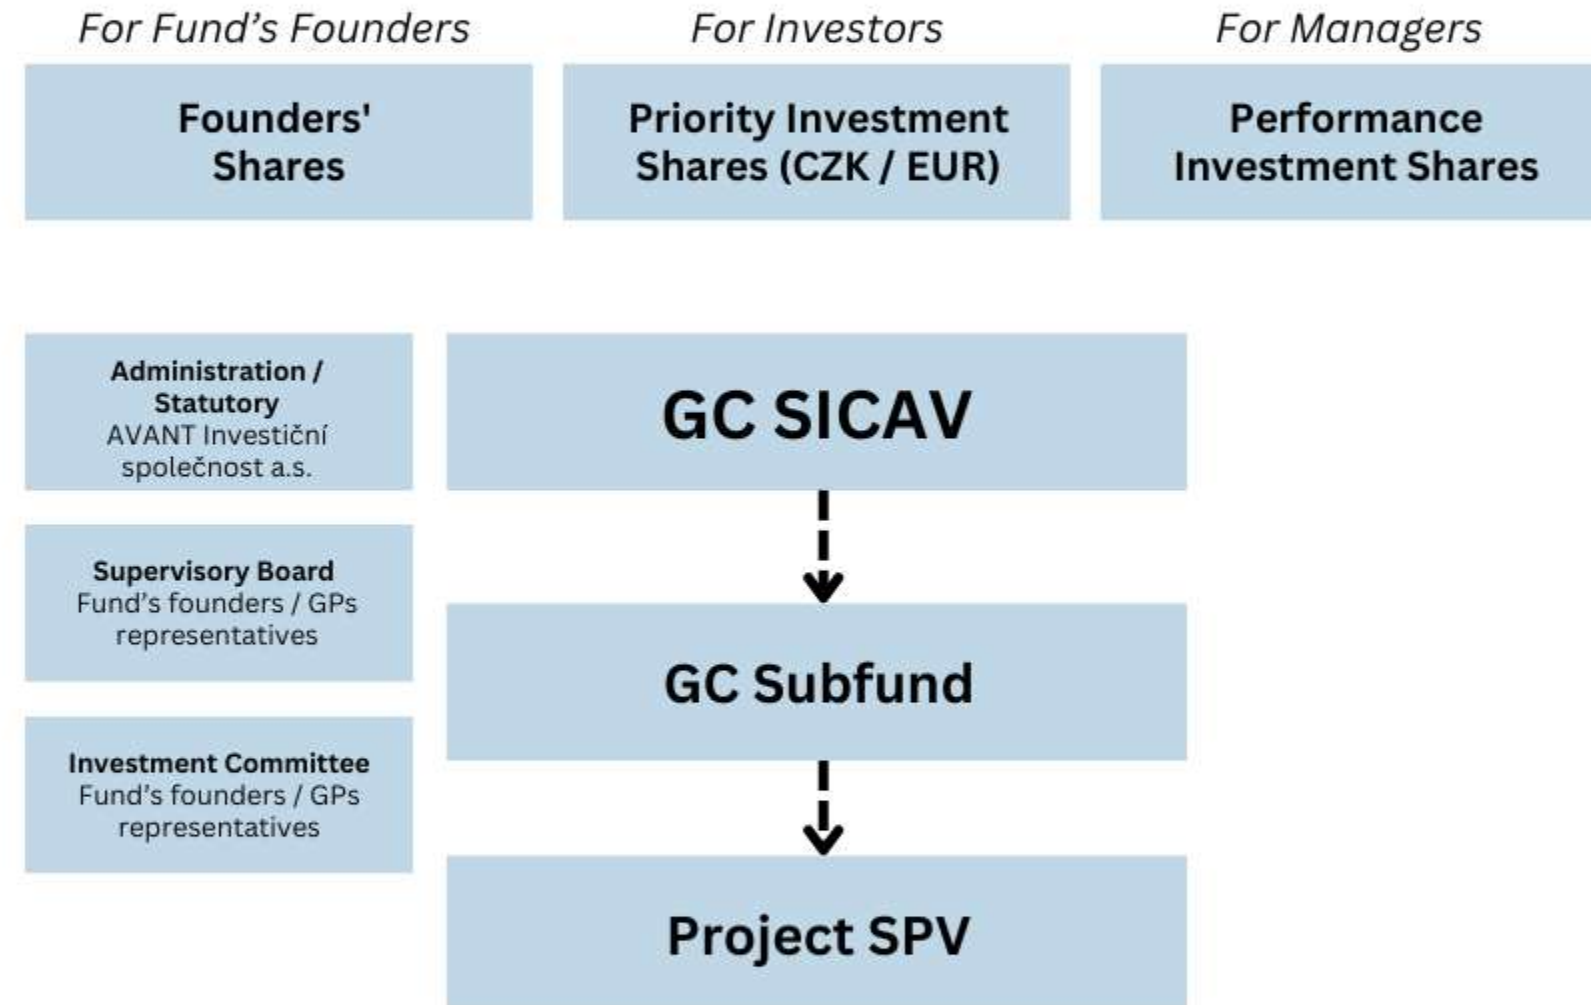 For Fund’s Founders
For Investors
For Managers
Founders'
Shares
Priority Investment
Shares (CZK / EUR)
Performance
Investment Shares
Administration /
Statutory
AVANT Investiční
společnost a.s.
GC SICAV
Supervisory Board
Fund’s founders / GPs
representatives
GC Subfund
Investment Committee
Fund’s founders / GPs
representatives
Project SPV